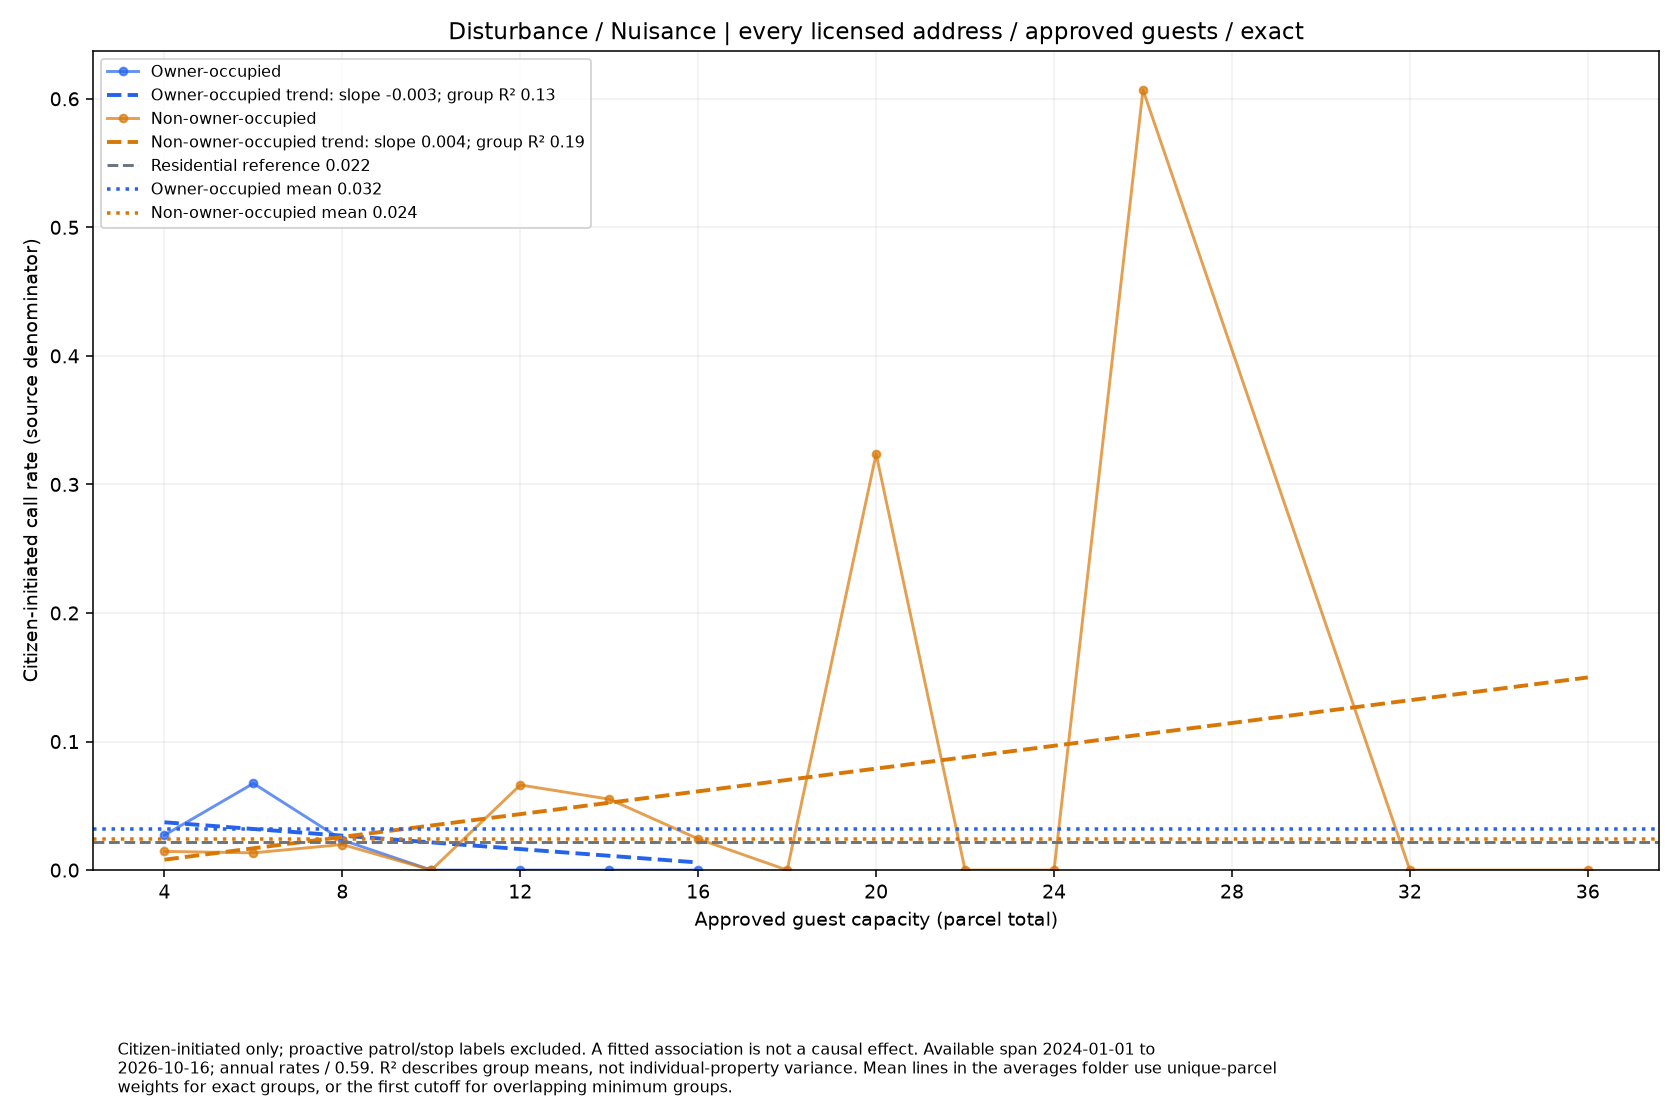 Disturbance / Nuisance | every licensed address / approved guests / exact
Owner-occupied
Owner-occupied trend: slope -0.003; group R² 0.13
Non-owner-occupied
Non-owner-occupied trend: slope 0.004; group R² 0.19
Residential reference 0.022
Owner-occupied mean 0.032
Non-owner-occupied mean 0.024
Citizen-initiated call rate (source denominator)
0.6
0.5
0.4
0.3
0.2
0.1
0.0
4 8 12 16 20 24 28 32 36
Approved guest capacity (parcel total)
Citizen-initiated only; proactive patrol/stop labels excluded. A fitted association is not a causal effect. Available span 2024-01-01 to
2026-10-16; annual rates / 0.59. R² describes group means, not individual-property variance. Mean lines in the averages folder use unique-parcel
weights for exact groups, or the first cutoff for overlapping minimum groups.